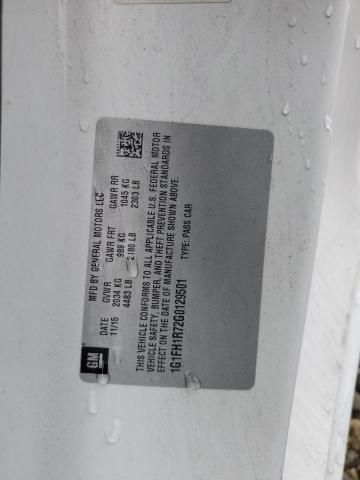 GM
MFD BY GENERAL MOTORS LLC
DATE GVWR GAWR FRT GAWR RR
11/15 2034 KG 989 KG 1045 KG
4483 LB 2180 LB 2303 LB
THIS VEHICLE CONFORMS TO ALL APPLICABLE U.S. FEDERAL MOTOR
VEHICLE SAFETY, BUMPER, AND THEFT PREVENTION STANDARDS IN
EFFECT ON THE DATE OF MANUFACTURE SHOWN ABOVE.
1G1FH1R72G0129501 TYPE: PASS CAR